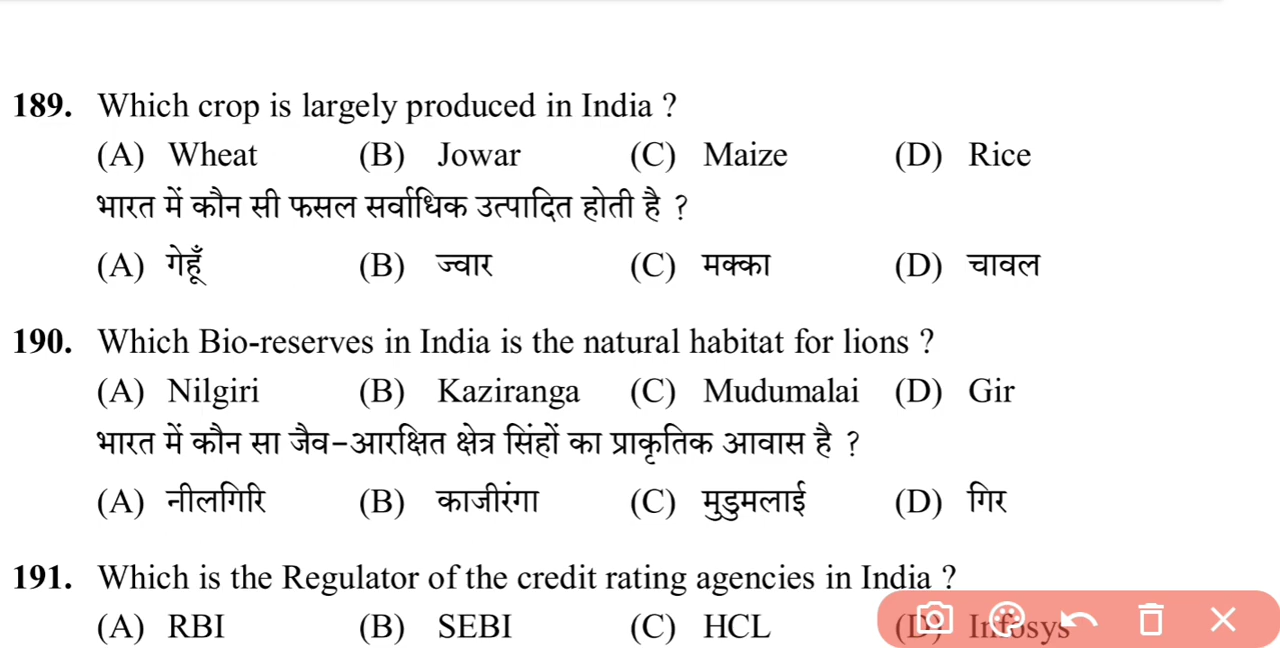 189. Which crop is largely produced in India ?
(A) Wheat (B) Jowar (C) Maize (D) Rice
भारत में कौन सी फसल सर्वाधिक उत्पादित होती है ?
(A) गेहूँ (B) ज्वार (C) मक्का (D) चावल
190. Which Bio-reserves in India is the natural habitat for lions ?
(A) Nilgiri (B) Kaziranga (C) Mudumalai (D) Gir
भारत में कौन सा जैव-आरक्षित क्षेत्र सिंहों का प्राकृतिक आवास है ?
(A) नीलगिरि (B) काजीरंगा (C) मुडुमलाई (D) गिर
191. Which is the Regulator of the credit rating agencies in India ?
(A) RBI (B) SEBI (C) HCL (D) Infosys